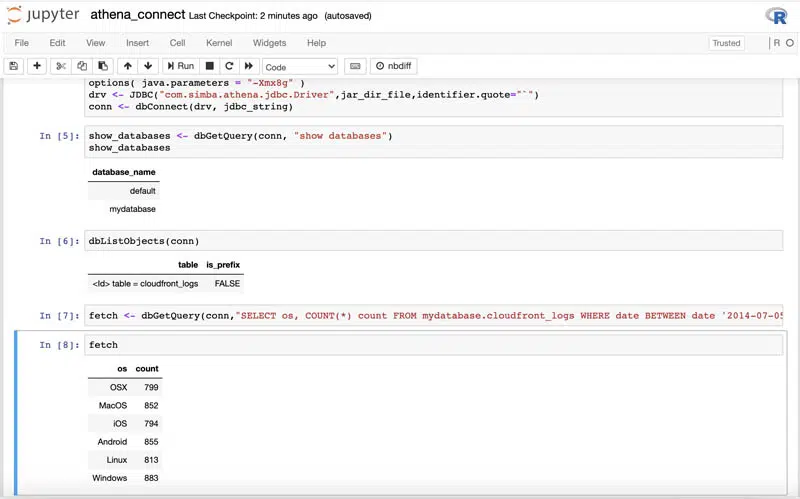 jupyter athena_connect Last Checkpoint: 2 minutes ago (autosaved)
File Edit View Insert Cell Kernel Widgets Help Trusted R
Run Code nbdiff
options( java.parameters = "-Xmx8g" )
drv <- JDBC("com.simba.athena.jdbc.Driver",jar_dir_file,identifier.quote="`")
conn <- dbConnect(drv, jdbc_string)
In [5]: show_databases <- dbGetQuery(conn, "show databases")
show_databases
database_name
default
mydatabase
In [6]: dbListObjects(conn)
table is_prefix
<Id> table = cloudfront_logs FALSE
In [7]: fetch <- dbGetQuery(conn,"SELECT os, COUNT(*) count FROM mydatabase.cloudfront_logs WHERE date BETWEEN date '2014-07-05
In [8]: fetch
os count
OSX 799
MacOS 852
iOS 794
Android 855
Linux 813
Windows 883